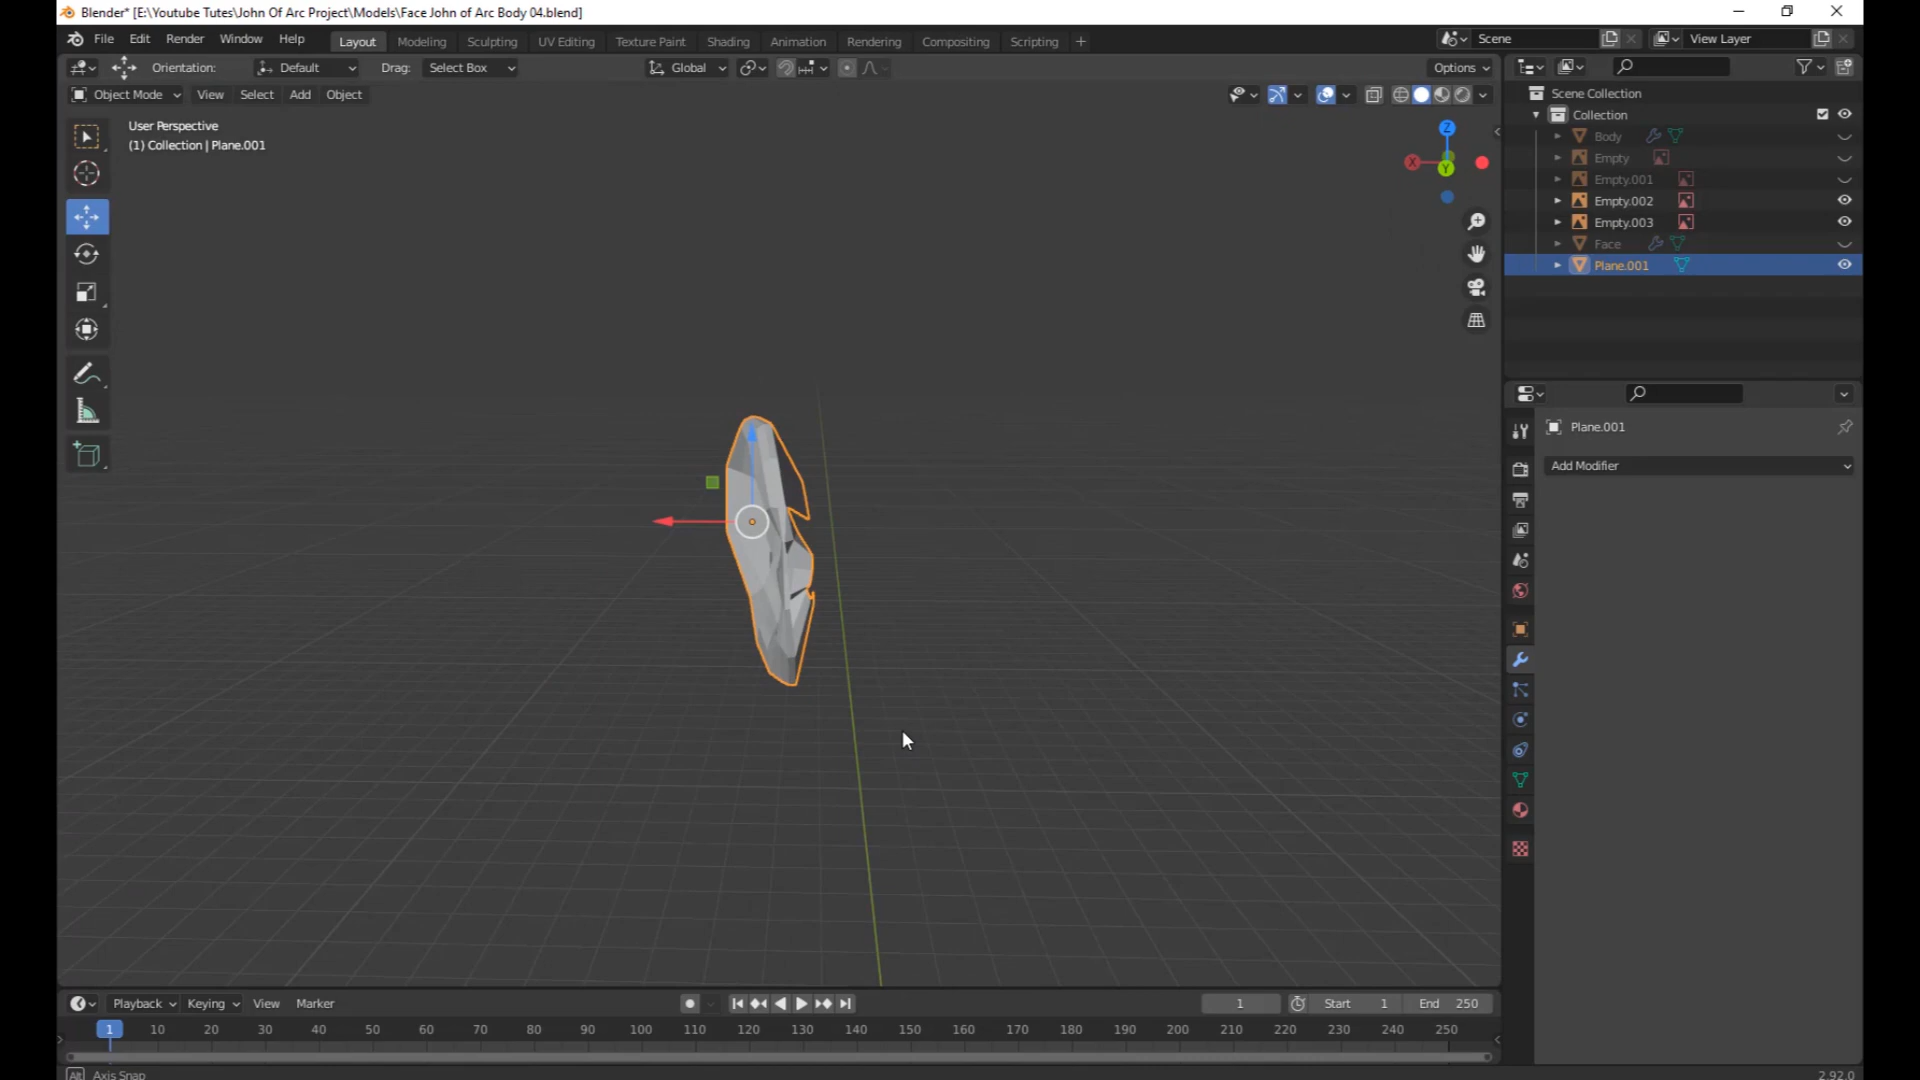 Blender* [E:\Youtube Tutes\John Of Arc Project\Models\Face John of Arc Body 04.blend]
File Edit Render Window Help Layout Modeling Sculpting UV Editing Texture Paint Shading Animation Rendering Compositing Scripting + Scene View Layer
Orientation: Default Drag: Select Box Global Options
Object Mode View Select Add Object
Scene Collection
Collection
Body
Empty
Empty.001
Empty.002
Empty.003
Face
Plane.001
User Perspective
(1) Collection | Plane.001
Z
X
Y
Plane.001
Add Modifier
Playback Keying View Marker 1 Start 1 End 250
1 10 20 30 40 50 60 70 80 90 100 110 120 130 140 150 160 170 180 190 200 210 220 230 240 250
Alt Axis Snap 2.92.0